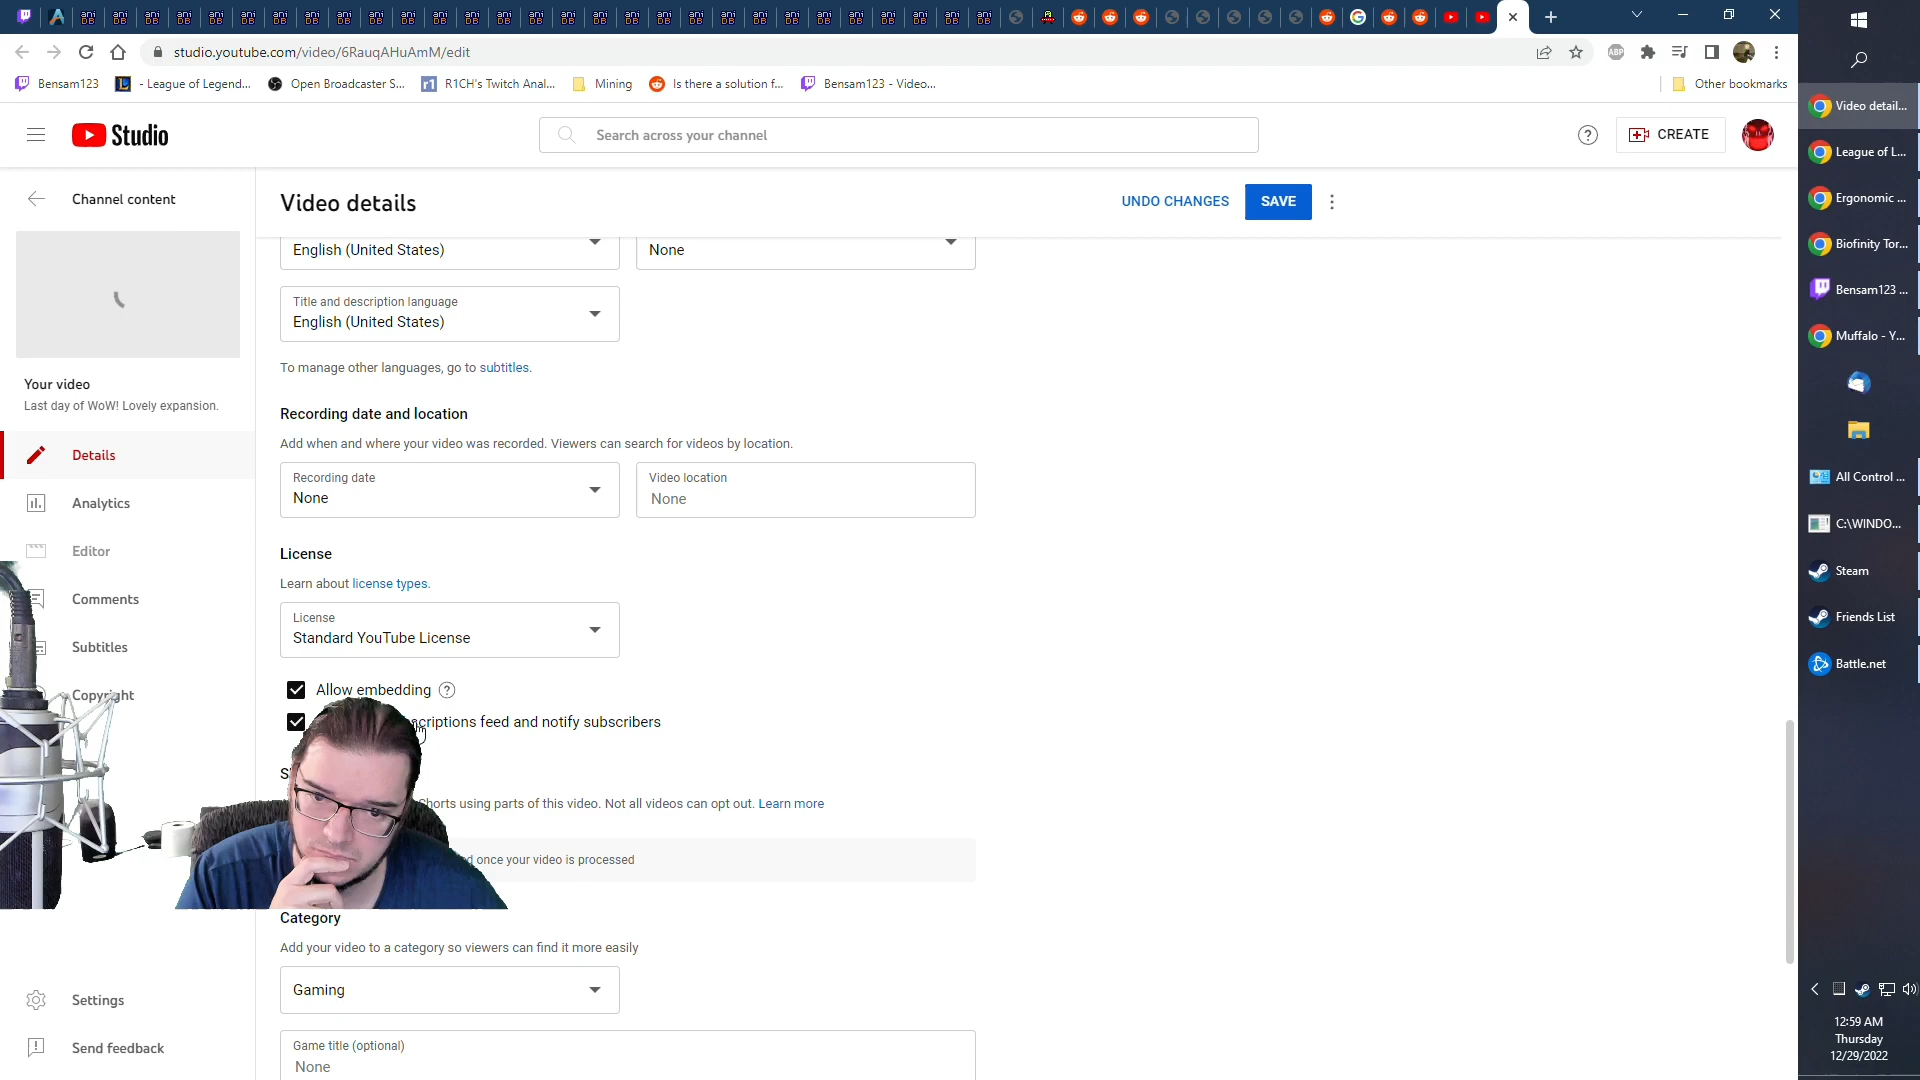 studio.youtube.com/video/6RauqAHuAmM/edit
Bensam123
- League of Legend...
Open Broadcaster S...
R1CH's Twitch Anal...
Mining
Is there a solution f...
Bensam123 - Video...
Other bookmarks
Studio
Search across your channel
CREATE
Channel content
Video details
UNDO CHANGES
SAVE
English (United States)
None
Title and description language
English (United States)
To manage other languages, go to subtitles.
Your video
Last day of WoW! Lovely expansion.
Recording date and location
Add when and where your video was recorded. Viewers can search for videos by location.
Details
Recording date
None
Video location
None
Analytics
Editor
License
Learn about license types.
Comments
License
Standard YouTube License
Subtitles
Copyright
Allow embedding
scriptions feed and notify subscribers
Shorts using parts of this video. Not all videos can opt out. Learn more
once your video is processed
Category
Add your video to a category so viewers can find it more easily
Gaming
Settings
Send feedback
Game title (optional)
None
Video detail...
League of L...
Ergonomic ...
Biofinity Tor...
Bensam123 ...
Muffalo - Y...
All Control ...
C:\WINDO...
Steam
Friends List
Battle.net
12:59 AM
Thursday
12/29/2022